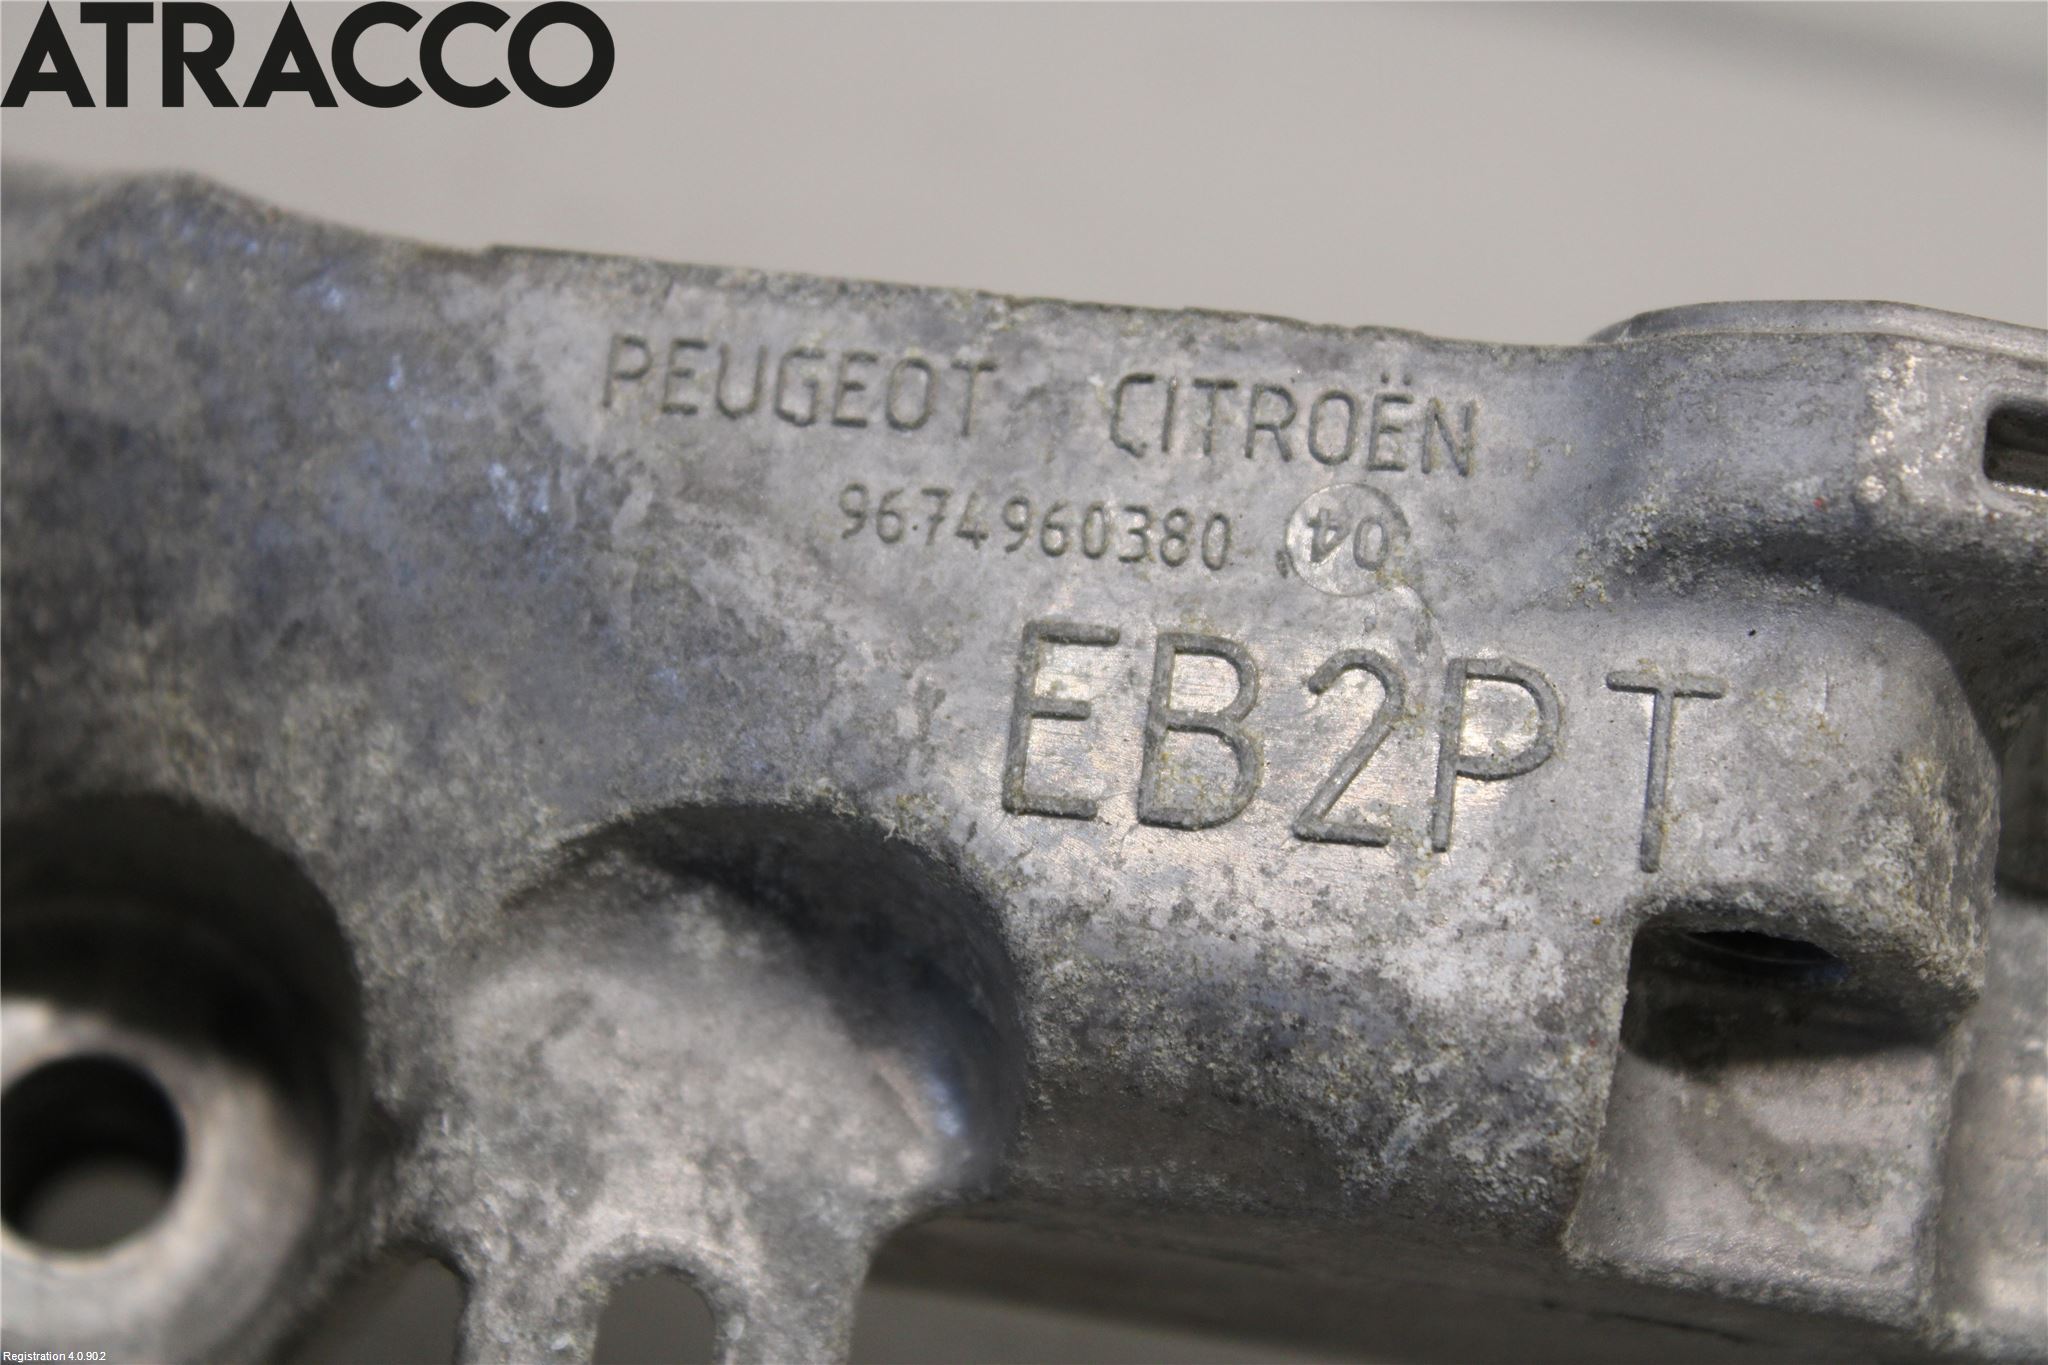 ATRACCO
PEUGEOT CITROËN
9674960380 04
EB2PT
Registration 4.0.902